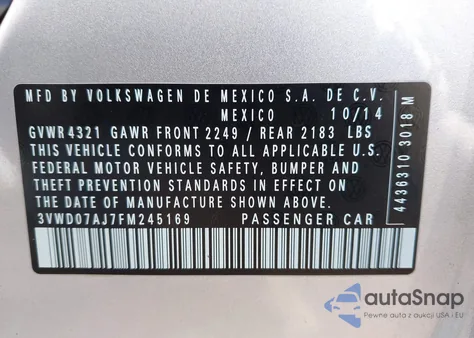 MFD BY VOLKSWAGEN DE MEXICO S.A. DE C.V.
MEXICO 10/14
GVWR4321 GAWR FRONT 2249 / REAR 2183 LBS
THIS VEHICLE CONFORMS TO ALL APPLICABLE U.S.
FEDERAL MOTOR VEHICLE SAFETY, BUMPER AND
THEFT PREVENTION STANDARDS IN EFFECT ON
THE DATE OF MANUFACTURE SHOWN ABOVE.
3VWD07AJ7FM245169 PASSENGER CAR
4436310 3018 M
autoSnap
Pewne auta z aukcji USA i EU